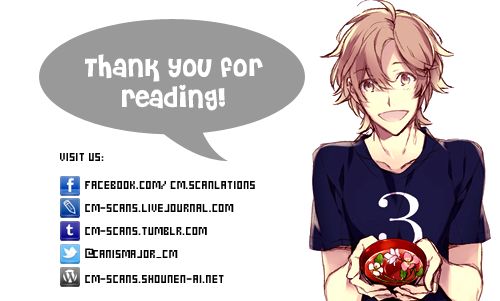 Thank you for
reading!
VISIT US:
FACEBOOK.COM/ CM.SCANLATIONS
CM-SCANS.LIVEJOURNAL.COM
CM-SCANS.TUMBLR.COM
@CANISMAJOR_CM
CM-SCANS.SHOUNEN-AI.NET
3